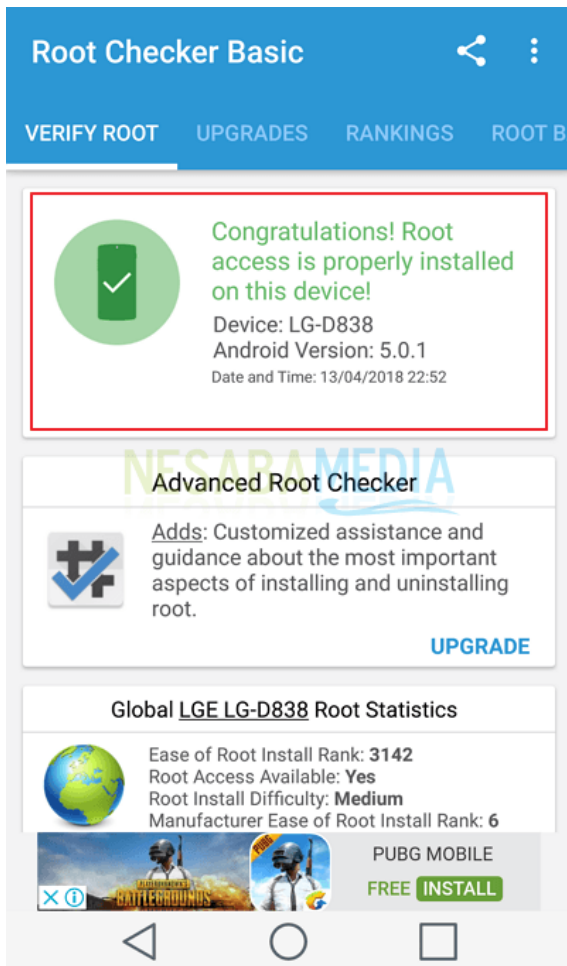 Root Checker Basic
VERIFY ROOT UPGRADES RANKINGS ROOT B
Congratulations! Root
access is properly installed
on this device!
Device: LG-D838
Android Version: 5.0.1
Date and Time: 13/04/2018 22:52
NESABAMEDIA
Advanced Root Checker
Adds: Customized assistance and
guidance about the most important
aspects of installing and uninstalling
root.
UPGRADE
Global LGE LG-D838 Root Statistics
Ease of Root Install Rank: 3142
Root Access Available: Yes
Root Install Difficulty: Medium
Manufacturer Ease of Root Install Rank: 6
PLAYERUNKNOWN'S
BATTLEGROUNDS
PUBG
PUBG MOBILE
FREE INSTALL